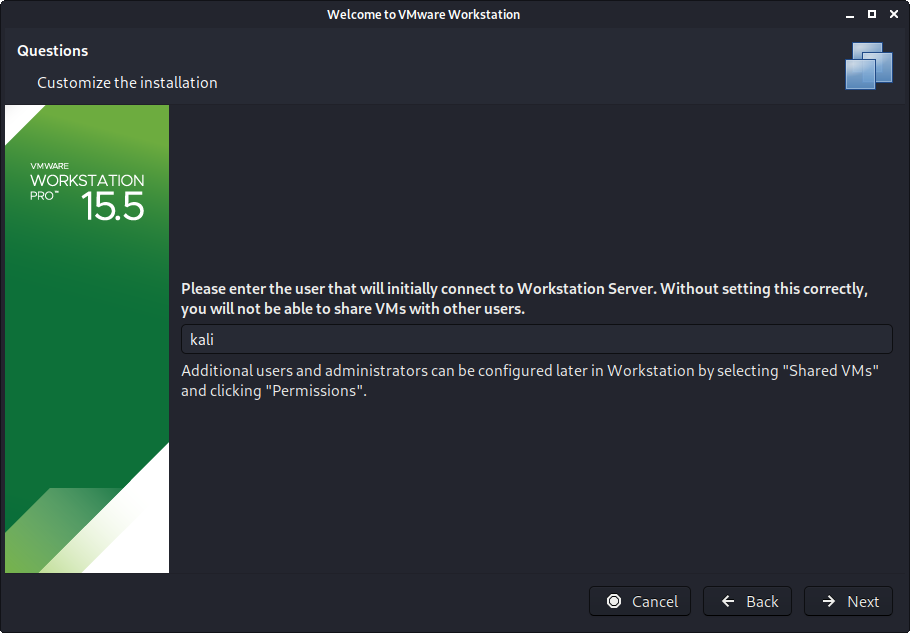 Welcome to VMware Workstation
Questions
Customize the installation
VMWARE
WORKSTATION
PRO™ 15.5
Please enter the user that will initially connect to Workstation Server. Without setting this correctly,
you will not be able to share VMs with other users.
kali
Additional users and administrators can be configured later in Workstation by selecting "Shared VMs"
and clicking "Permissions".
Cancel Back Next